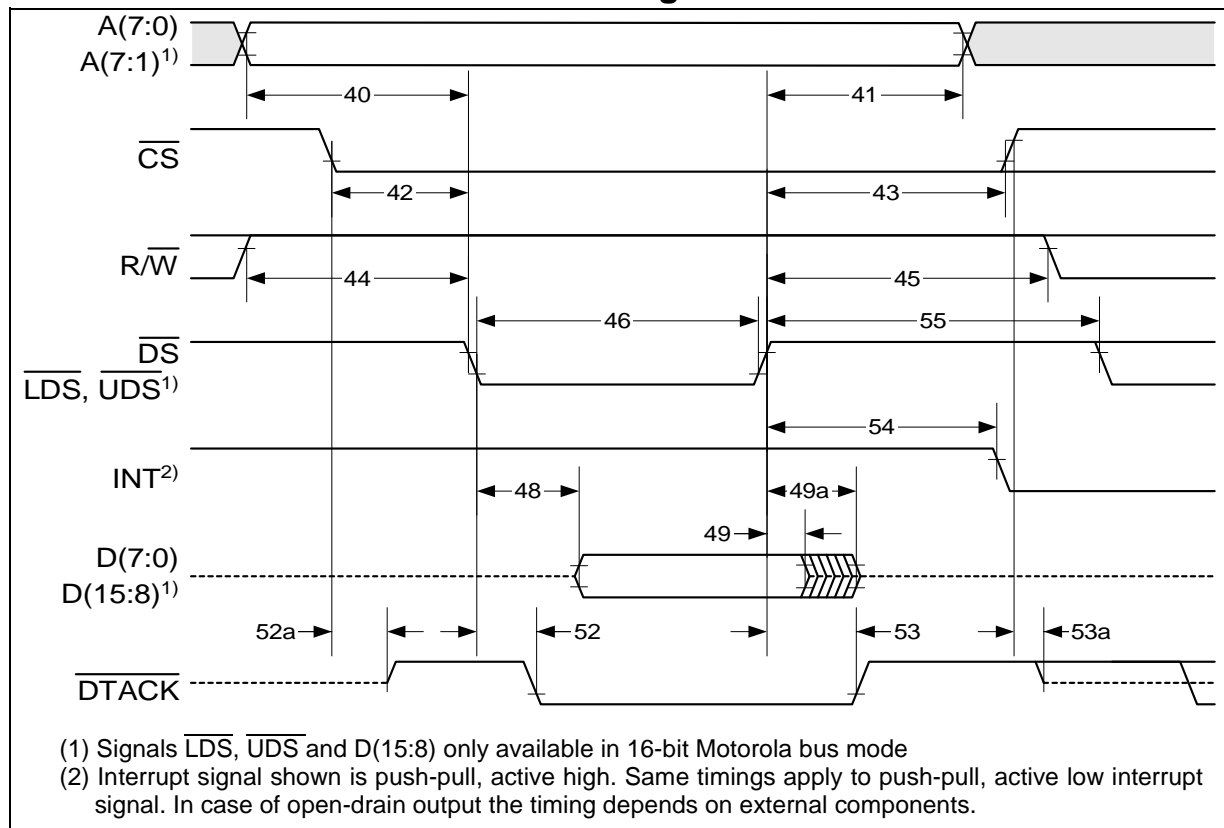 A(7:0)
A(7:1)1)
40
41
CS
42
43
R/W
44
45
46
55
DS
LDS, UDS1)
54
INT2)
48
49a
49
D(7:0)
D(15:8)1)
52a
52
53
53a
DTACK
(1) Signals LDS, UDS and D(15:8) only available in 16-bit Motorola bus mode
(2) Interrupt signal shown is push-pull, active high. Same timings apply to push-pull, active low interrupt
signal. In case of open-drain output the timing depends on external components.